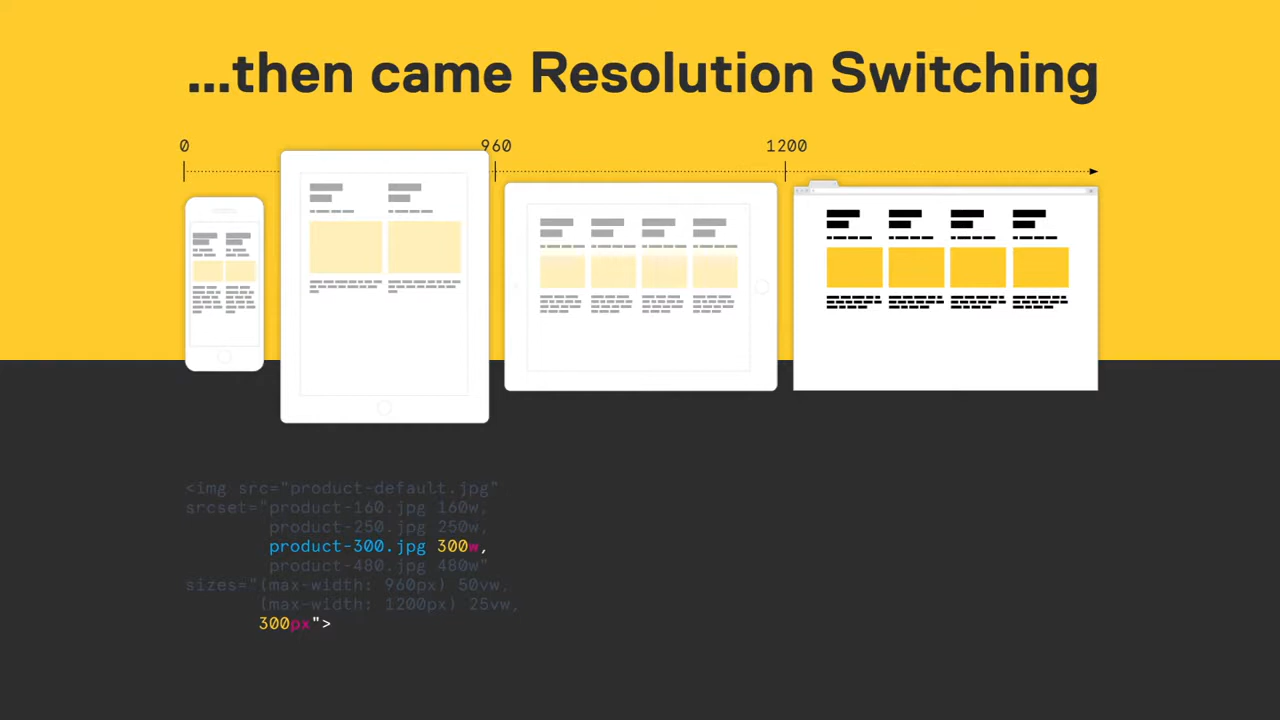 ...then came Resolution Switching
0 960 1200
<img src="product-default.jpg"
srcset="product-160.jpg 160w,
product-250.jpg 250w,
product-300.jpg 300w,
product-480.jpg 480w"
sizes="(max-width: 960px) 50vw,
(max-width: 1200px) 25vw,
300px">